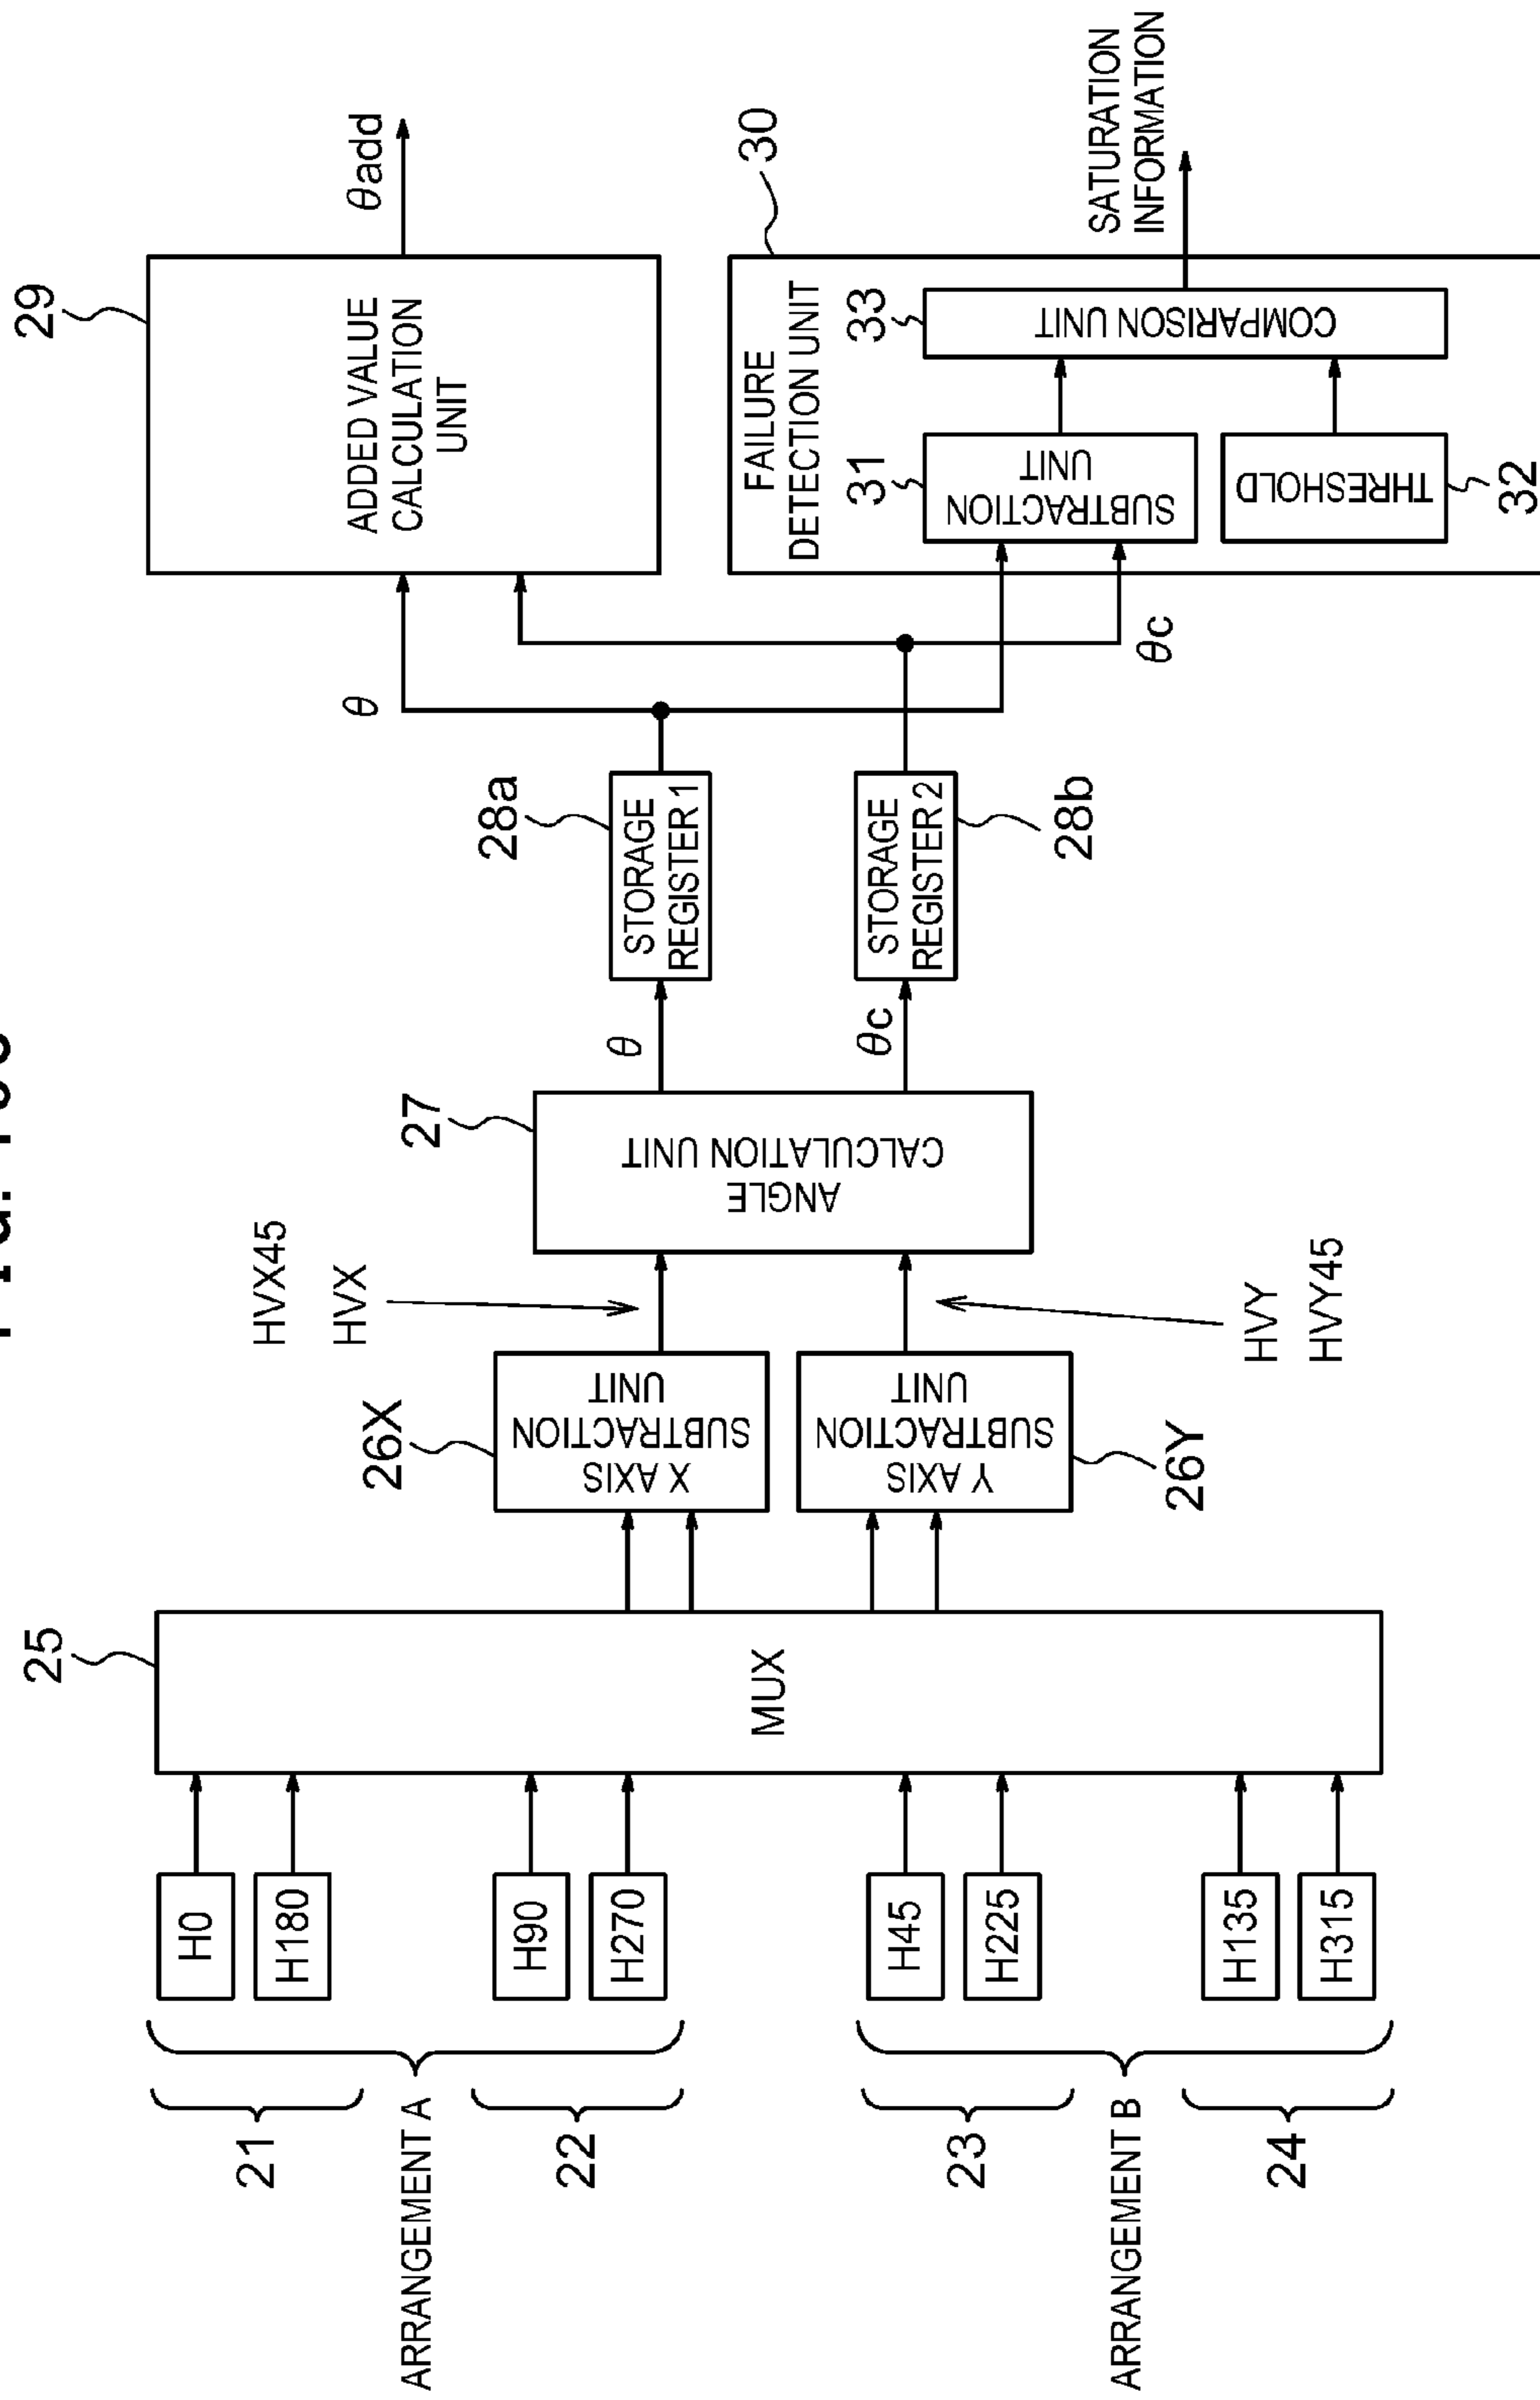 ARRANGEMENT A
21
22
ARRANGEMENT B
23
24
H0
H180
H90
H270
H45
H225
H135
H315
25
MUX
26X
X AXIS
SUBTRACTION
UNIT
26Y
Y AXIS
SUBTRACTION
UNIT
HVX45
HVX
HVY
HVY45
27
ANGLE
CALCULATION UNIT
θ
θc
28a
STORAGE
REGISTER 1
28b
STORAGE
REGISTER 2
θ
θc
29
ADDED VALUE
CALCULATION
UNIT
θadd
30
FAILURE
DETECTION UNIT
31
SUBTRACTION
UNIT
32
THRESHOLD
33
COMPARISON UNIT
SATURATION
INFORMATION